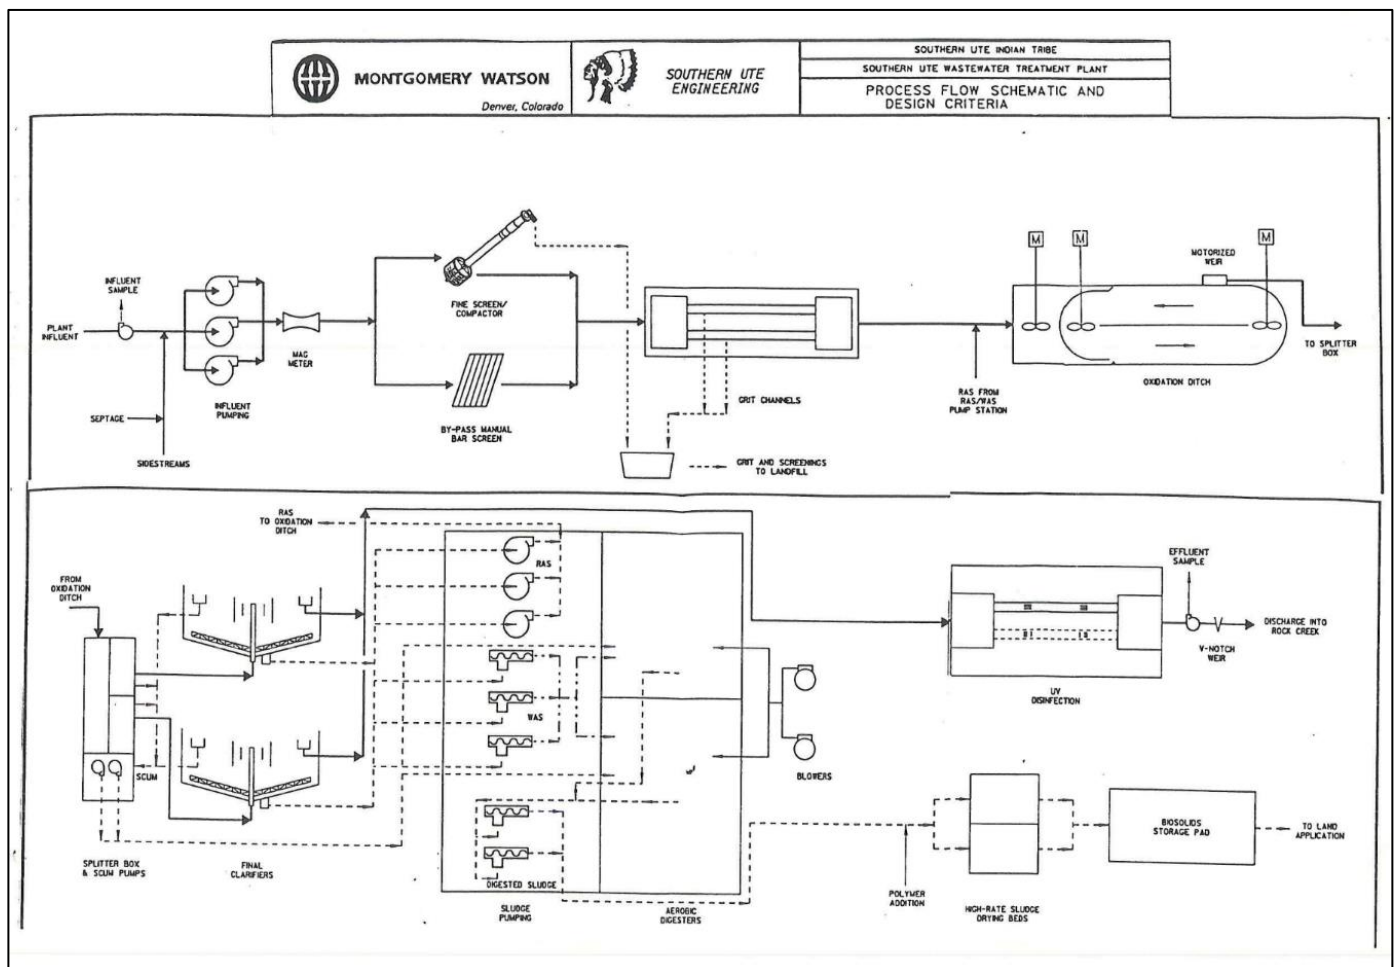 MONTGOMERY WATSON
Denver, Colorado
SOUTHERN UTE
ENGINEERING
SOUTHERN UTE INDIAN TRIBE
SOUTHERN UTE WASTEWATER TREATMENT PLANT
PROCESS FLOW SCHEMATIC AND
DESIGN CRITERIA
INFLUENT
SAMPLE
PLANT
INFLUENT
SEPTAGE
SIDESTREAMS
INFLUENT
PUMPING
MAG
METER
FINE SCREEN/
COMPACTOR
BY-PASS MANUAL
BAR SCREEN
GRIT CHANNELS
GRIT AND SCREENINGS
TO LANDFILL
RAS FROM
RAS/WAS
PUMP STATION
M
M
M
MOTORIZED
WEIR
OXIDATION DITCH
TO SPLITTER
BOX
RAS
TO OXIDATION
DITCH
FROM
OXIDATION
DITCH
SCUM
SPLITTER BOX
& SCUM PUMPS
FINAL
CLARIFIERS
RAS
WAS
DIGESTED SLUDGE
SLUDGE
PUMPING
AEROBIC
DIGESTERS
BLOWERS
UV
DISINFECTION
EFFLUENT
SAMPLE
V-NOTCH
WEIR
DISCHARGE INTO
ROCK CREEK
POLYMER
ADDITION
HIGH-RATE SLUDGE
DRYING BEDS
BIOSOLIDS
STORAGE PAD
TO LAND
APPLICATION